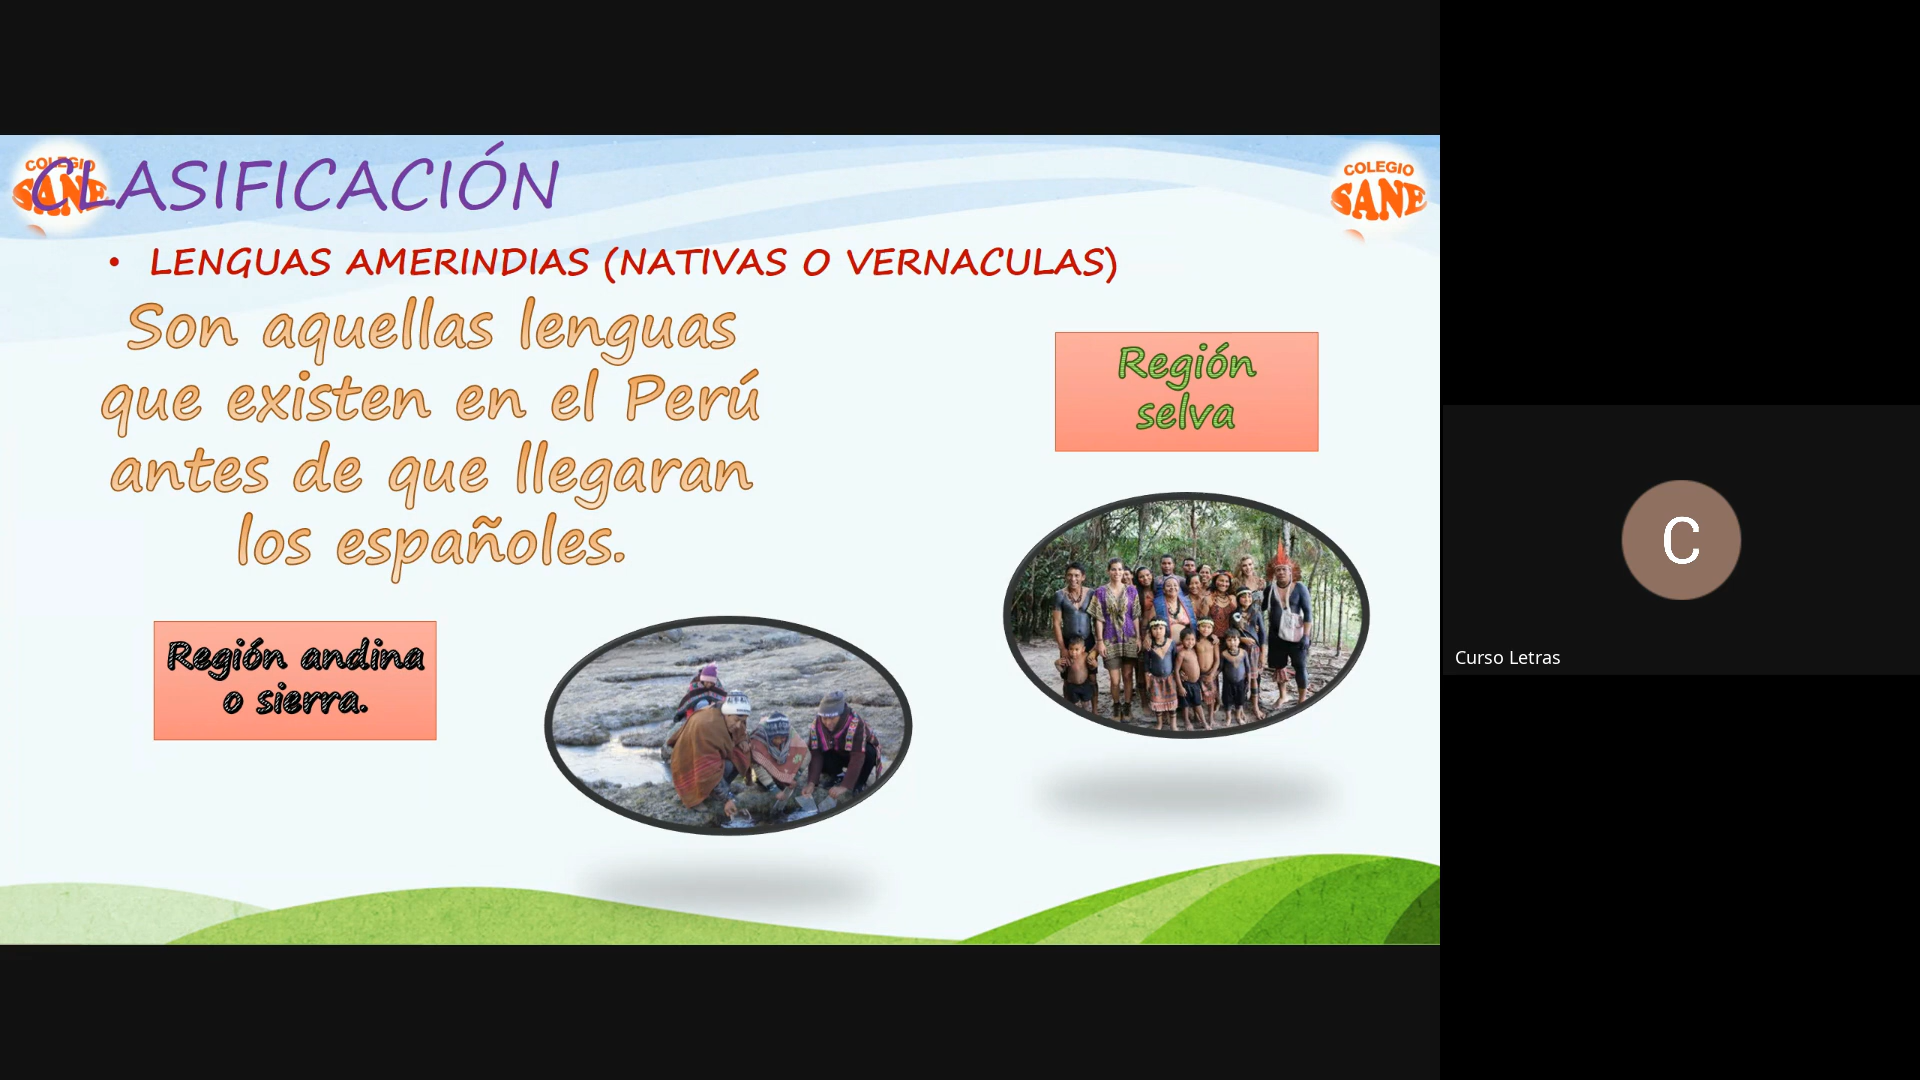 COLEGIO
SANE
CLASIFICACIÓN
COLEGIO
SANE
• LENGUAS AMERINDIAS (NATIVAS O VERNACULAS)
Son aquellas lenguas
que existen en el Perú
antes de que llegaran
los españoles.
Región
selva
Región andina
o sierra.
C
Curso Letras